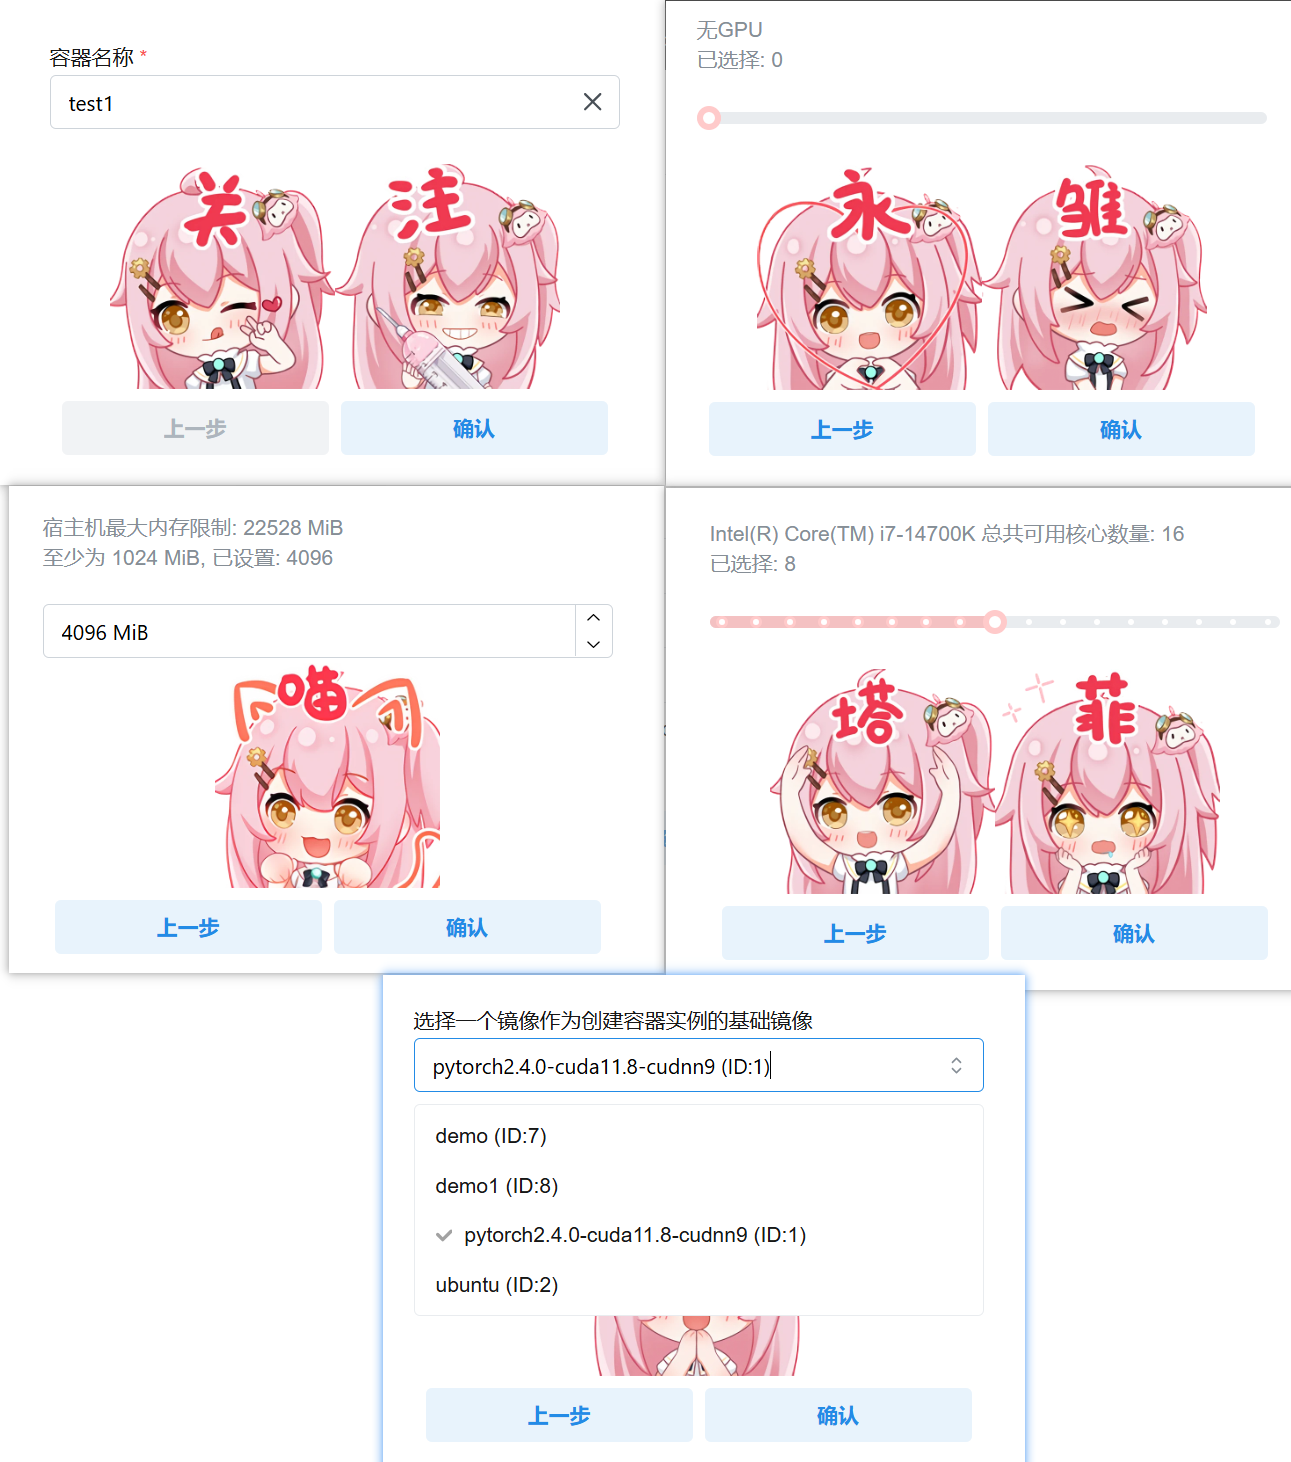 容器名称 *
test1
关
注
上一步
确认
无GPU
已选择: 0
永
雏
上一步
确认
宿主机最大内存限制: 22528 MiB
至少为 1024 MiB, 已设置: 4096
4096 MiB
喵
上一步
确认
Intel(R) Core(TM) i7-14700K 总共可用核心数量: 16
已选择: 8
塔
菲
上一步
确认
选择一个镜像作为创建容器实例的基础镜像
pytorch2.4.0-cuda11.8-cudnn9 (ID:1)
demo (ID:7)
demo1 (ID:8)
pytorch2.4.0-cuda11.8-cudnn9 (ID:1)
ubuntu (ID:2)
上一步
确认